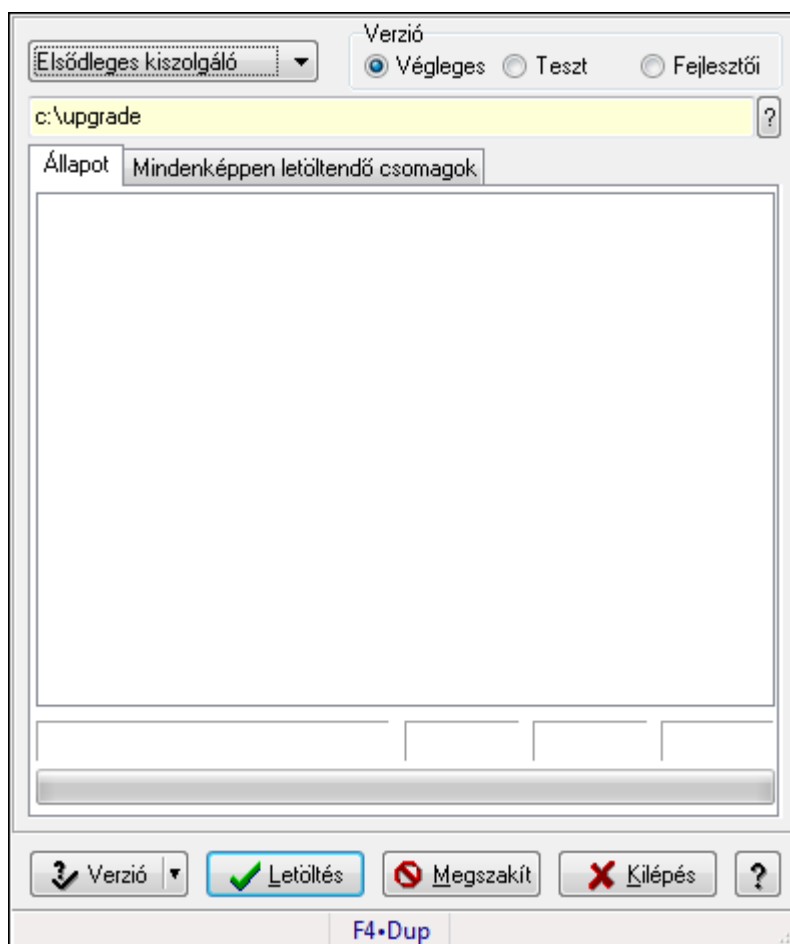 Verzió
Elsődleges kiszolgáló
Végleges Teszt Fejlesztői
c:\upgrade ?
Állapot Mindenképpen letöltendő csomagok
Verzió Letöltés Megszakít Kilépés ?
F4•Dup